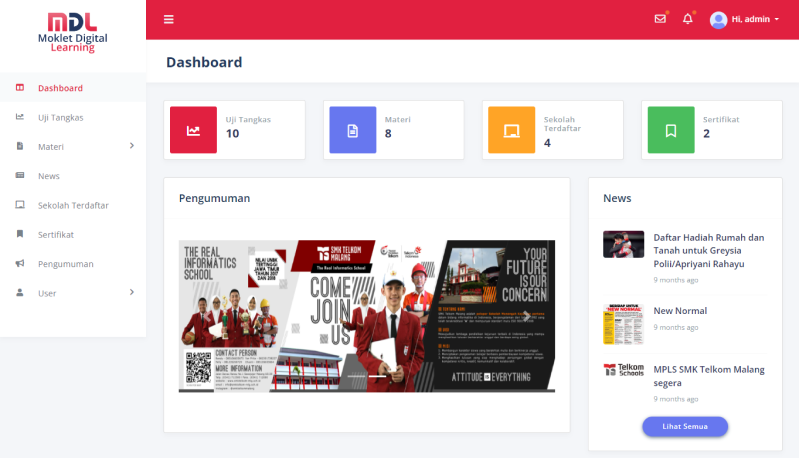 MDL
Moklet Digital
Learning
Hi, admin
Dashboard
Dashboard
Uji Tangkas
Materi
News
Sekolah Terdaftar
Sertifikat
Pengumuman
User
Uji Tangkas
10
Materi
8
Sekolah
Terdaftar
4
Sertifikat
2
Pengumuman
THE REAL
INFORMATICS
SCHOOL
NILAI UNBK
TERTINGGI
JAWA TIMUR
TAHUN 2017
DAN 2018
SMK TELKOM
MALANG
The Real Informatics School
COME
JOIN
US
CONTACT PERSON
MORE INFORMATION
YOUR
FUTURE
IS OUR
CONCERN
ATTITUDE IS EVERYTHING
News
Daftar Hadiah Rumah dan
Tanah untuk Greysia
Polii/Apriyani Rahayu
9 months ago
New Normal
9 months ago
Telkom
Schools
MPLS SMK Telkom Malang
segera
9 months ago
Lihat Semua